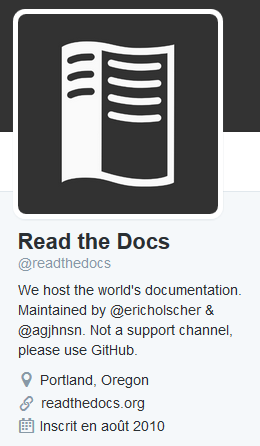 Read the Docs
@readthedocs
We host the world's documentation.
Maintained by @ericholscher &
@agjhnsn. Not a support channel,
please use GitHub.
Portland, Oregon
readthedocs.org
Inscrit en août 2010